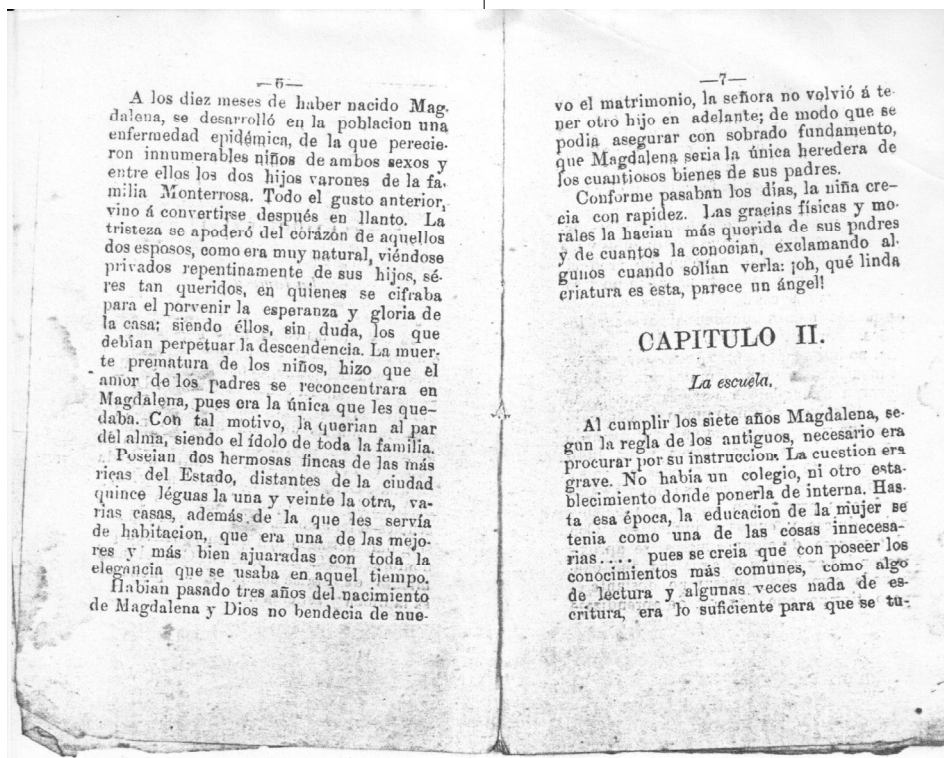 —6—
A los diez meses de haber nacido Mag-
dalena, se desarrolló en la poblacion una
enfermedad epidémica, de la que perecie-
ron innumerables niños de ambos sexos y
entre ellos los dos hijos varones de la fa-
milia Monterrosa. Todo el gusto anterior,
vino á convertirse después en llanto. La
tristeza se apoderó del corazón de aquellos
dos esposos, como era muy natural, viéndose
privados repentinamente de sus hijos, sé-
res tan queridos, en quienes se cifraba
para el porvenir la esperanza y gloria de
la casa; siendo éllos, sin duda, los que
debian perpetuar la descendencia. La muer-
te prematura de los niños, hizo que el
amor de los padres se reconcentrara en
Magdalena, pues era la única que les que-
daba. Con tal motivo, la querian al par
del alma, siendo el ídolo de toda la familia.
Poseian dos hermosas fincas de las más
ricas del Estado, distantes de la ciudad
quince léguas la una y veinte la otra, va-
rias casas, además de la que les servía
de habitacion, que era una de las mejo-
res y más bien ajuaradas con toda la
elegancia que se usaba en aquel tiempo.
Habian pasado tres años del nacimiento
de Magdalena y Dios no bendecia de nue-
—7—
vo el matrimonio, la señora no volvió á te-
ner otro hijo en adelante; de modo que se
podia asegurar con sobrado fundamento,
que Magdalena seria la única heredera de
los cuantiosos bienes de sus padres.
Conforme pasaban los dias, la niña cre-
cia con rapidez. Las gracias físicas y mo-
rales la hacian más querida de sus padres
y de cuantos la conocian, exclamando al-
gunos cuando solían verla: ¡oh, qué linda
criatura es esta, parece un ángel!
CAPITULO II.
La escuela.
Al cumplir los siete años Magdalena, se-
gun la regla de los antiguos, necesario era
procurar por su instruccion. La cuestion era
grave. No habia un colegio, ni otro esta-
blecimiento donde ponerla de interna. Has-
ta esa época, la educacion de la mujer se
tenia como una de las cosas innecesa-
rias.... pues se creia que con poseer los
conocimientos más comunes, como algo
de lectura y algunas veces nada de es-
critura, era lo suficiente para que se tu-